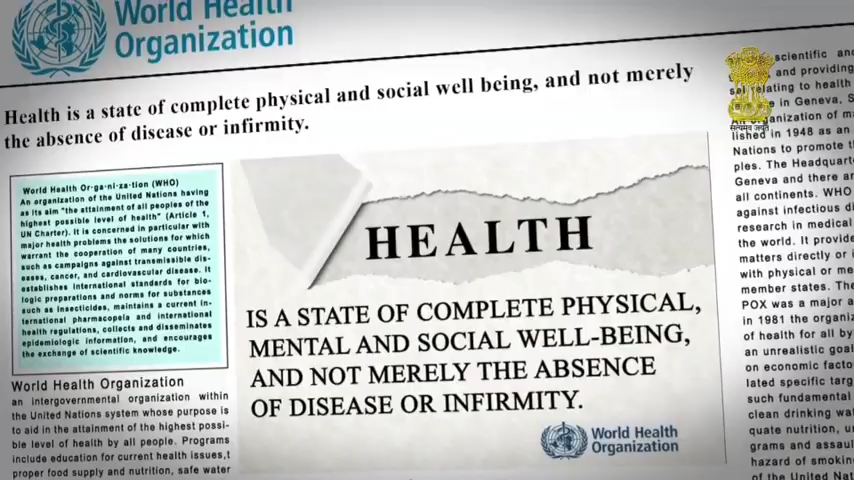 World Health
Organization
Health is a state of complete physical and social well being, and not merely
the absence of disease or infirmity.
World Health Or·ga·ni·za·tion (WHO)
An organization of the United Nations having
as its aim "the attainment of all peoples of the
highest possible level of health" (Article 1,
UN Charter). It is concerned in particular with
major health problems the solutions for which
warrant the cooperation of many countries,
such as campaigns against transmissible dis-
eases, cancer, and cardiovascular disease. It
establishes international standards for bio-
logic preparations and norms for substances
such as insecticides, maintains a current in-
ternational pharmacopeia and international
health regulations, collects and disseminates
epidemiologic information, and encourages
the exchange of scientific knowledge.
World Health Organization
an intergovernmental organization within
the United Nations system whose purpose is
to aid in the attainment of the highest possi-
ble level of health by all people. Programs
include education for current health issues,t
proper food supply and nutrition, safe water
HEALTH
IS A STATE OF COMPLETE PHYSICAL,
MENTAL AND SOCIAL WELL-BEING,
AND NOT MERELY THE ABSENCE
OF DISEASE OR INFIRMITY.
World Health
Organization
सत्यमेव जयते
scientific and
and providing
relating to health
in Geneva, S
An organization of ma
lished in 1948 as an
Nations to promote th
ples. The Headquarte
Geneva and there are
all continents. WHO
against infectious di
research in medical
the world. It provide
matters directly or i
with physical or me
member states. The
POX was a major a
in 1981 the organiz
of health for all by
an unrealistic goal
on economic facto
lated specific targ
such fundamental
clean drinking wa
quate nutrition, u
grams and assaul
hazard of smokin
of the United Nat